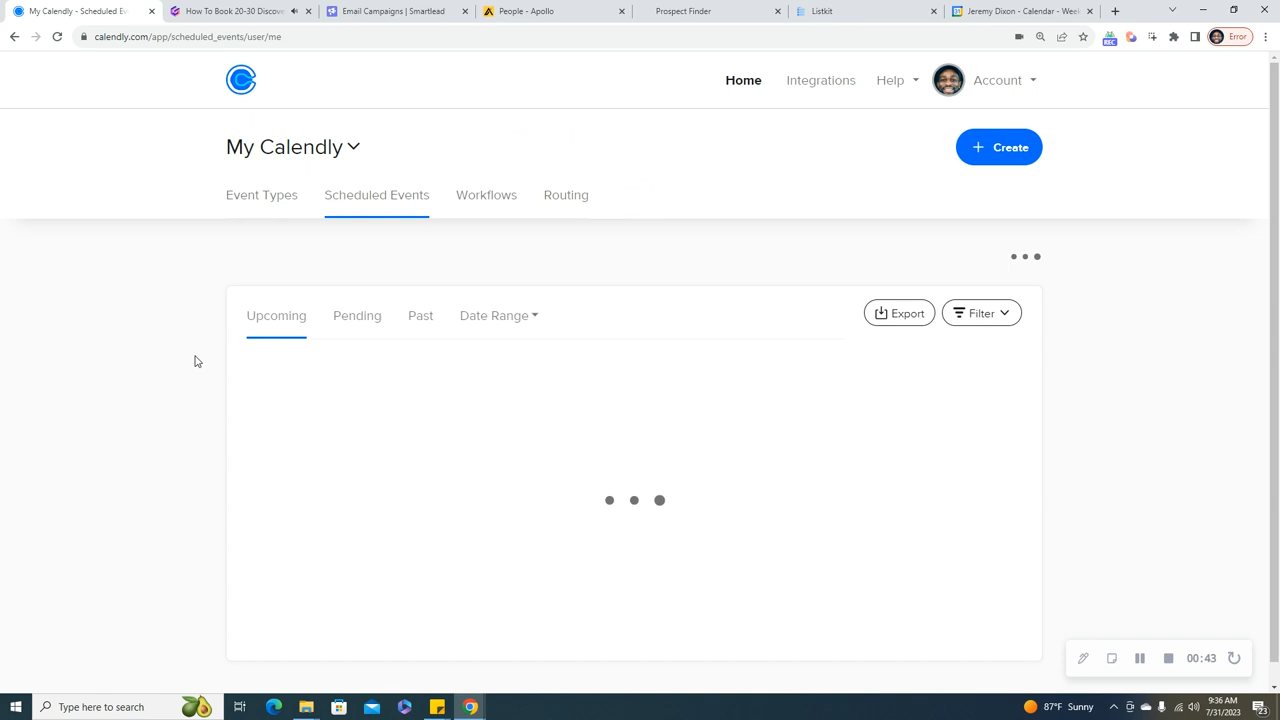 My Calendly - Scheduled Ev
How To Book 20-30 Discove
Email Campaigns | Smartlead
People - Apollo
Prospect Finder
Listkit
Jeremy Dixon - Calendar - Week
calendly.com/app/scheduled_events/user/me
REC
Error
Home
Integrations
Help
Account
My Calendly
+ Create
Event Types
Scheduled Events
Workflows
Routing
Upcoming
Pending
Past
Date Range
Export
Filter
00:43
Type here to search
87°F Sunny
9:36 AM
7/31/2023
23